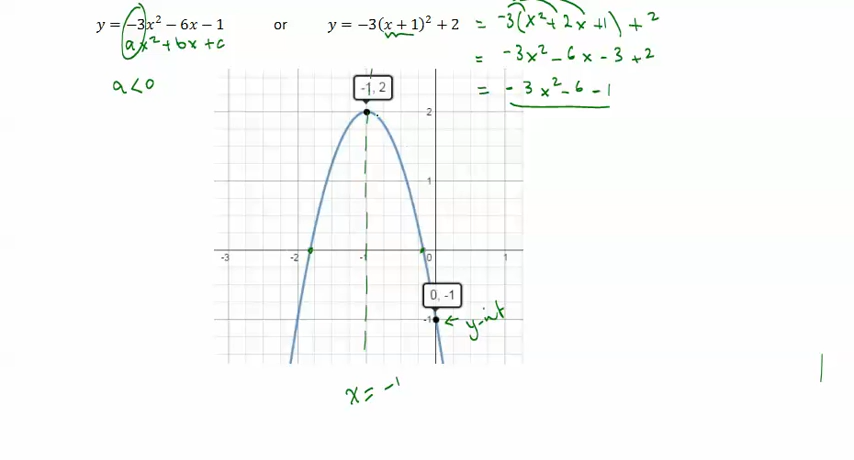 y = −3x² − 6x − 1 or y = −3(x + 1)² + 2 = -3(x² + 2x + 1) + 2
ax² + bx + c
= -3x² - 6x - 3 + 2
a < 0
= -3x² - 6 - 1
-1, 2
2
1
-3 -2 -1 0 1
0, -1
-1 ← y-int
x = -1